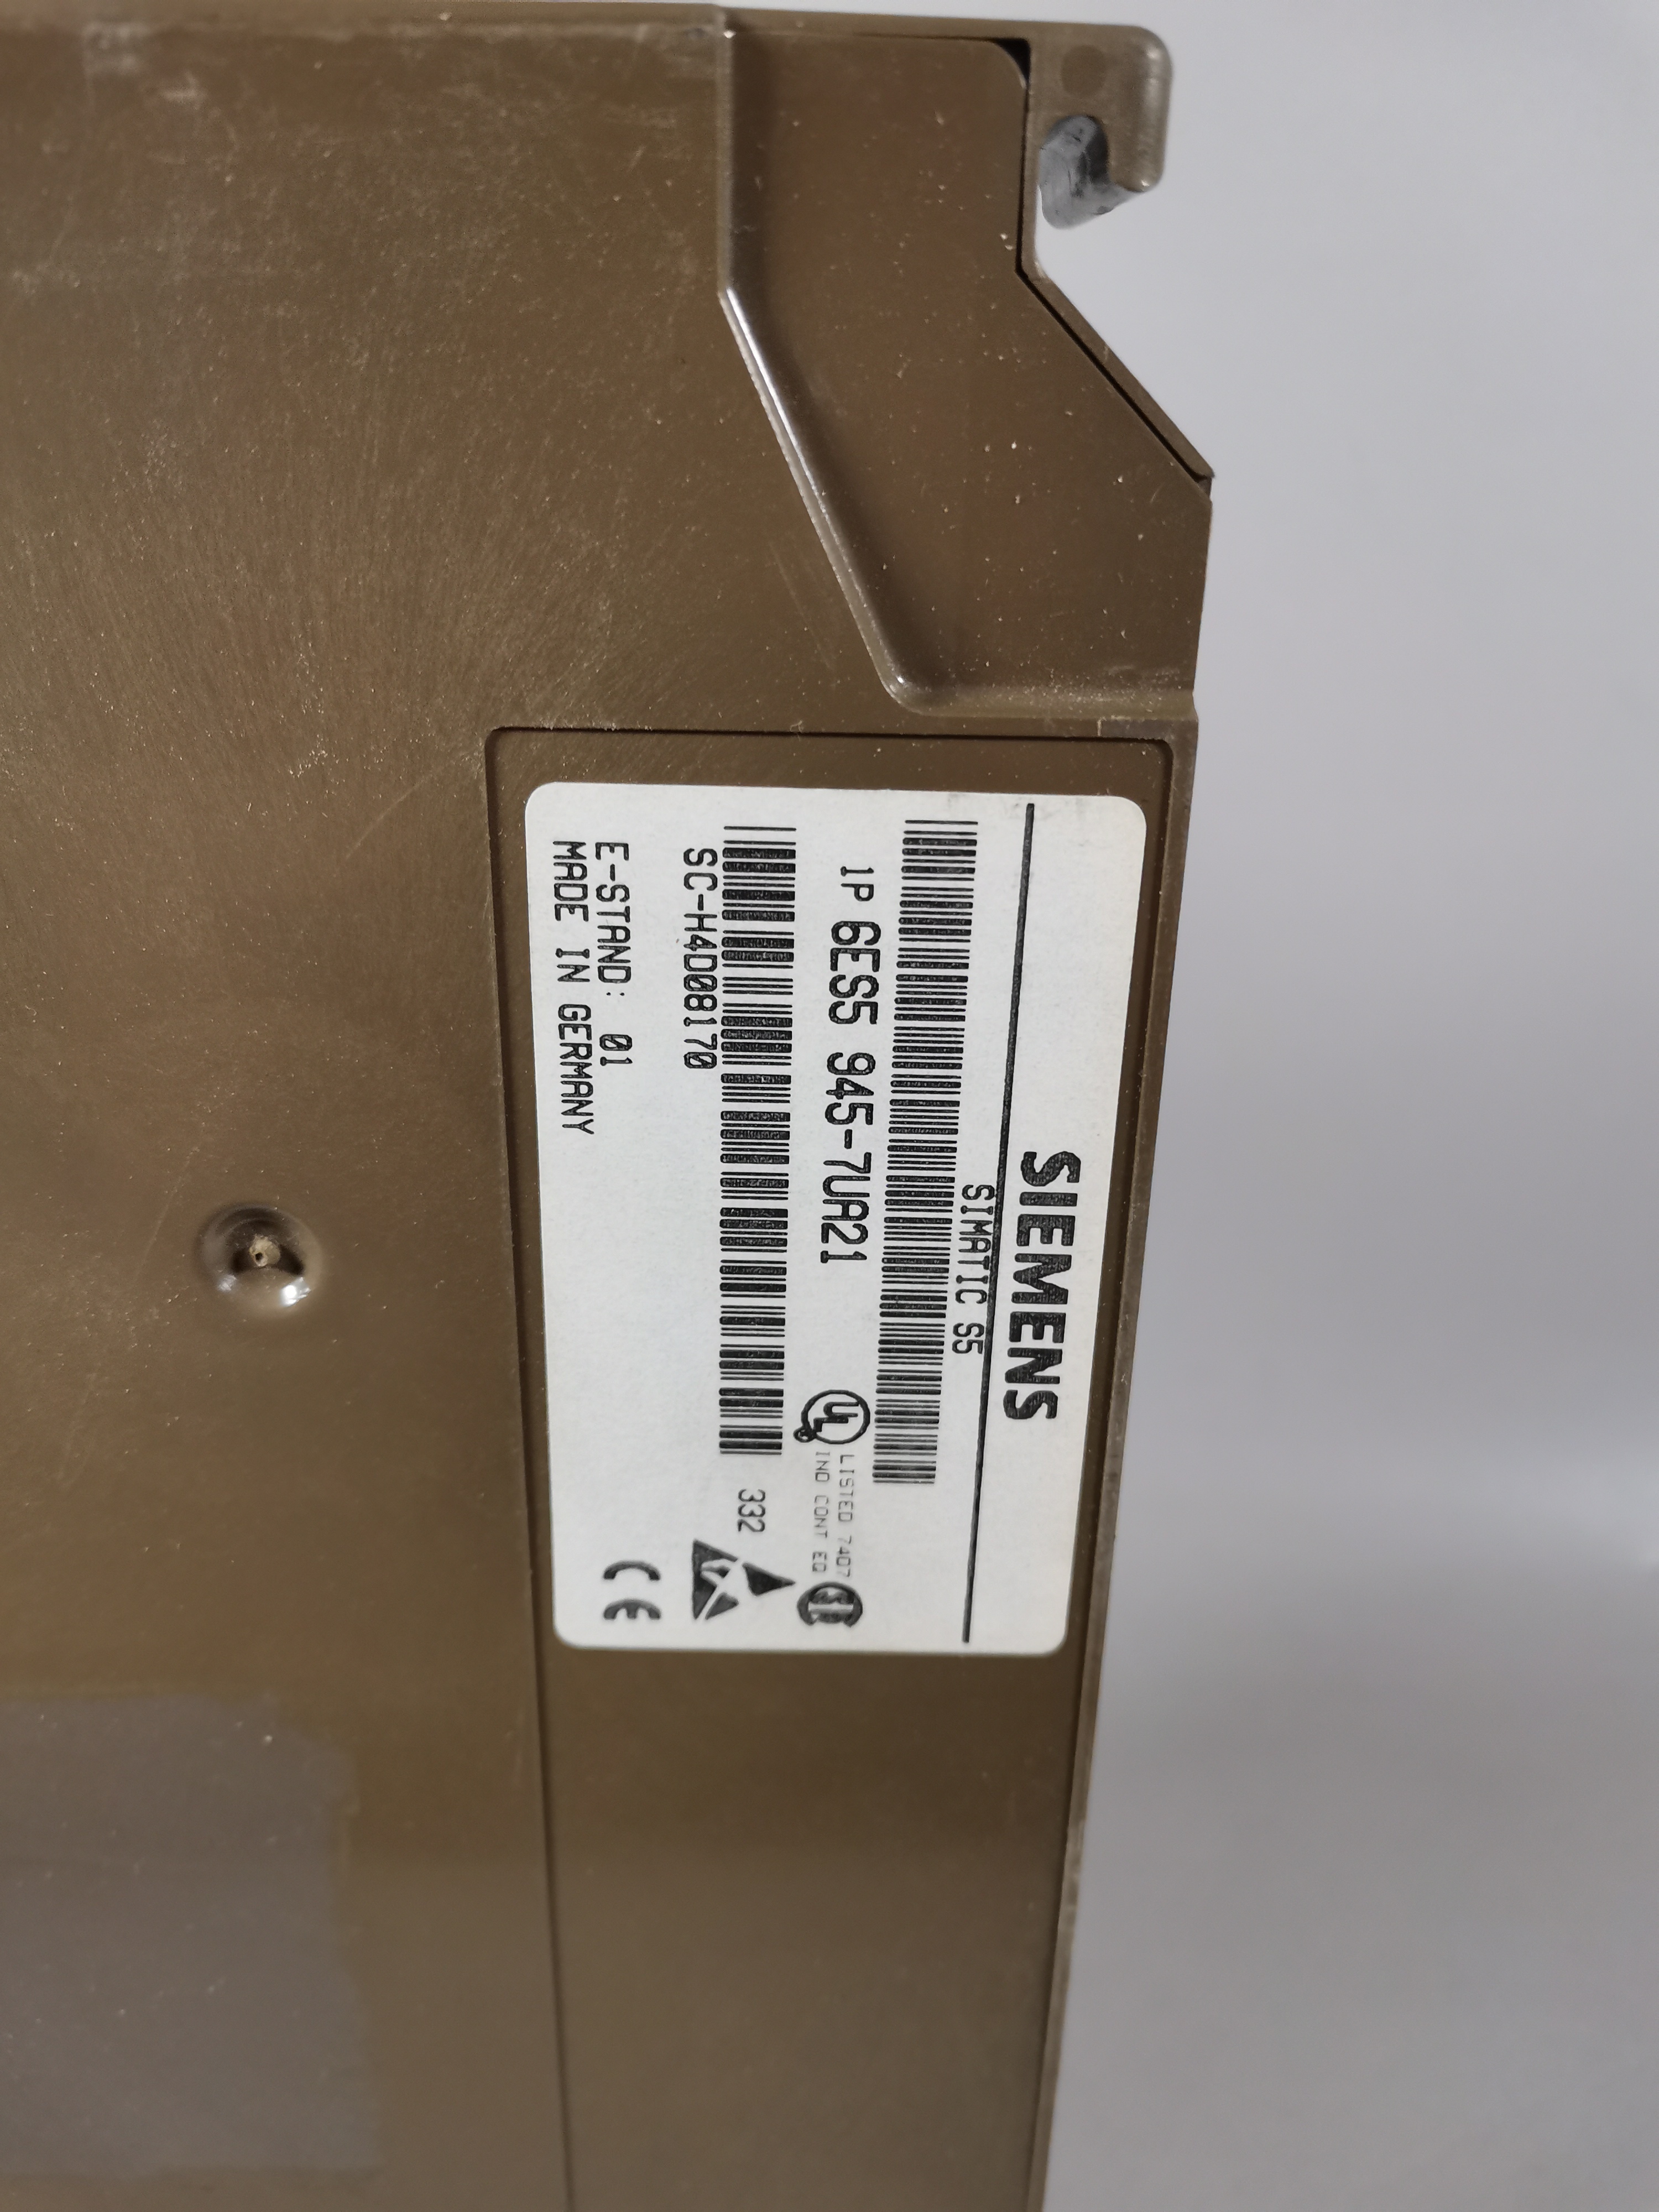 SIEMENS
SIMATIC S5
1P 6ES5 945-7UA21
LISTED 7407
IND CONT EQ
SC-H4D08170
332
E-STAND: 01
MADE IN GERMANY
CE